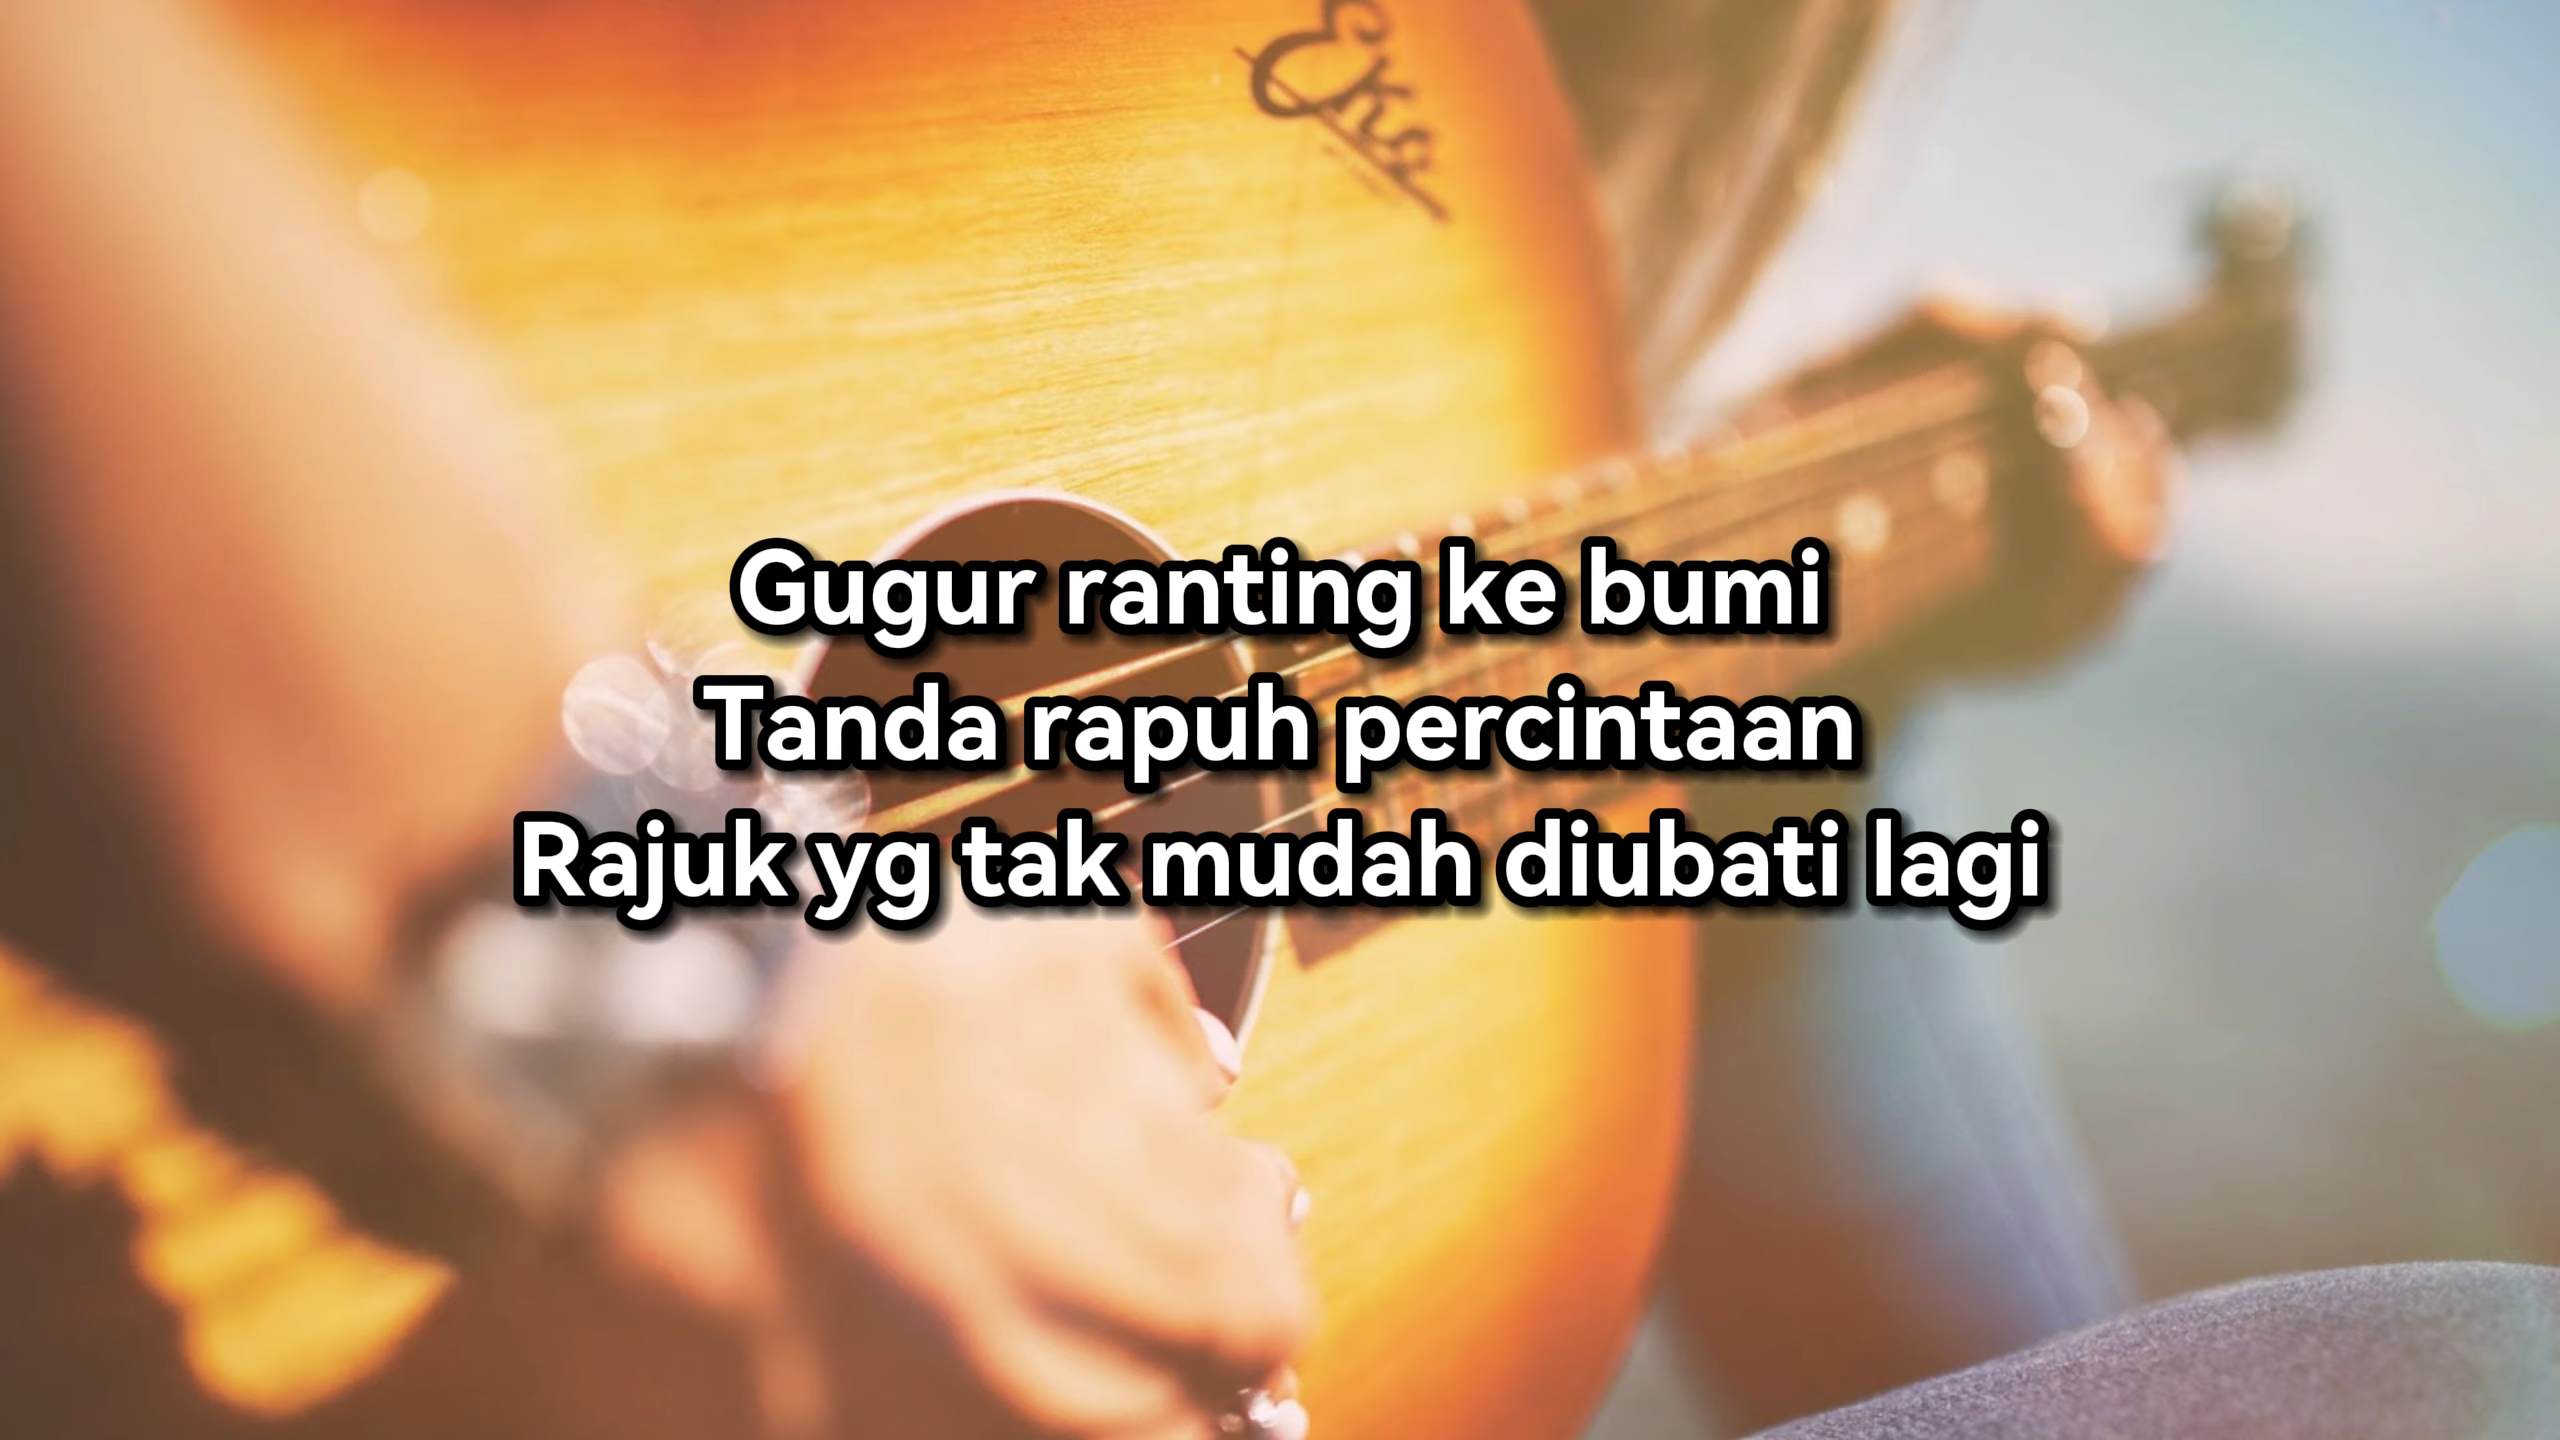 Gugur ranting ke bumi
Tanda rapuh percintaan
Rajuk yg tak mudah diubati lagi